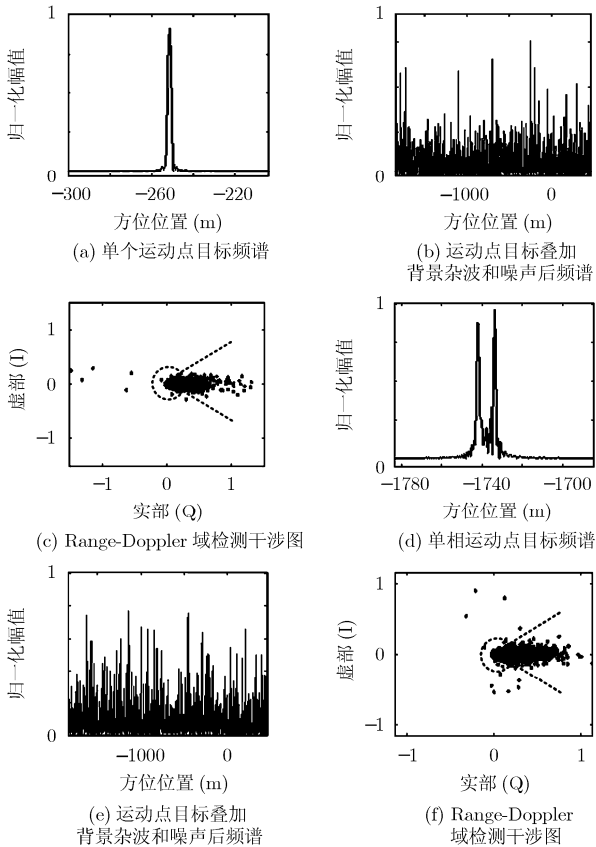 1
归一化幅值
0
−300 −260 −220
方位位置 (m)
(a) 单个运动点目标频谱
1
归一化幅值
0
−1000 0
方位位置 (m)
(b) 运动点目标叠加
背景杂波和噪声后频谱
1
虚部 (I)
0
−1
−1 0 1
实部 (Q)
(c) Range-Doppler 域检测干涉图
1
归一化幅值
0
−1780 −1740 −1700
方位位置 (m)
(d) 单相运动点目标频谱
1
归一化幅值
0
−1000 0
方位位置 (m)
(e) 运动点目标叠加
背景杂波和噪声后频谱
1
虚部 (I)
0
−1
−1 0 1
实部 (Q)
(f) Range-Doppler
域检测干涉图